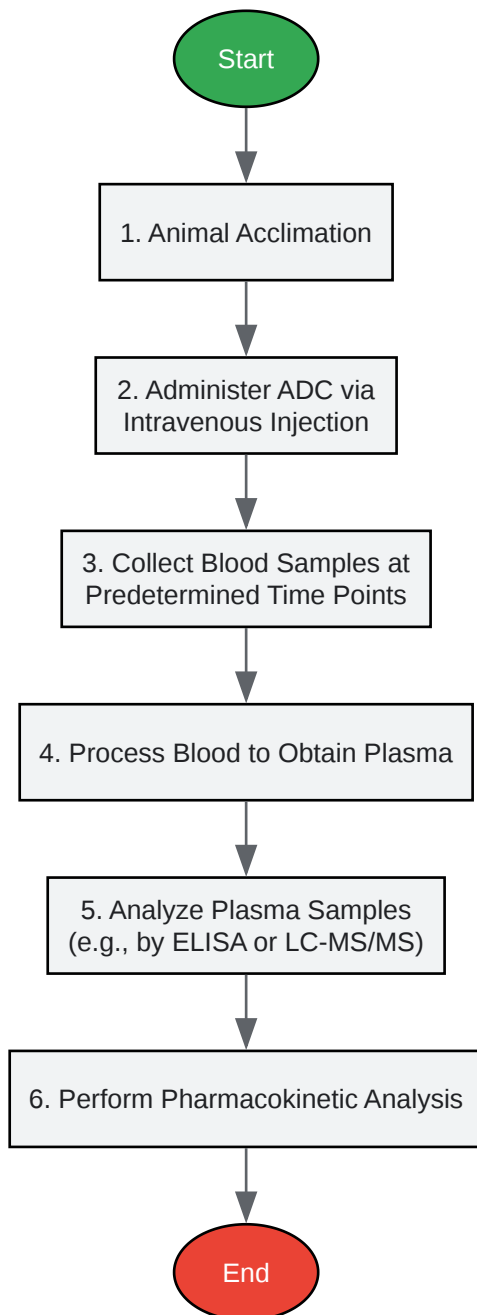 Start
1. Animal Acclimation
2. Administer ADC via
Intravenous Injection
3. Collect Blood Samples at
Predetermined Time Points
4. Process Blood to Obtain Plasma
5. Analyze Plasma Samples
(e.g., by ELISA or LC-MS/MS)
6. Perform Pharmacokinetic Analysis
End